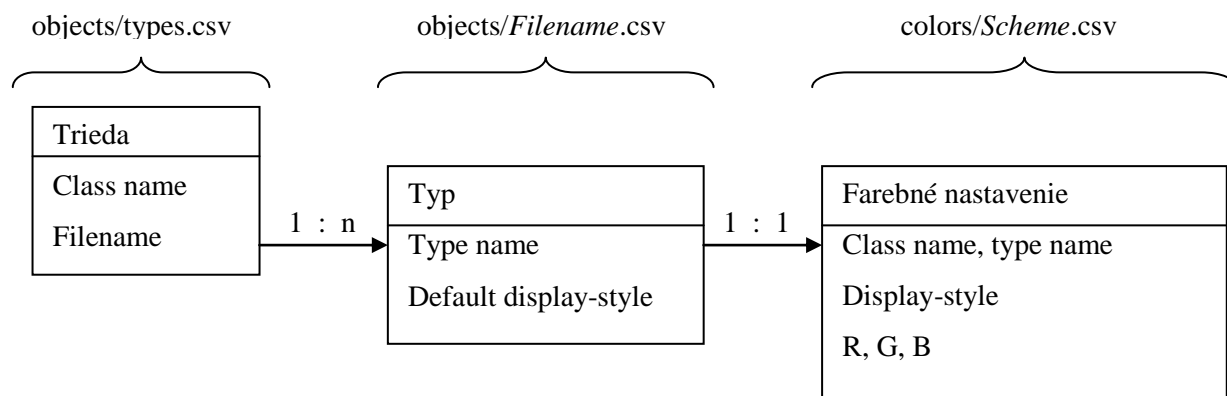 objects/types.csv
objects/Filename.csv
colors/Scheme.csv
Trieda
Class name
Filename
1 : n
Typ
Type name
Default display-style
1 : 1
Farebné nastavenie
Class name, type name
Display-style
R, G, B